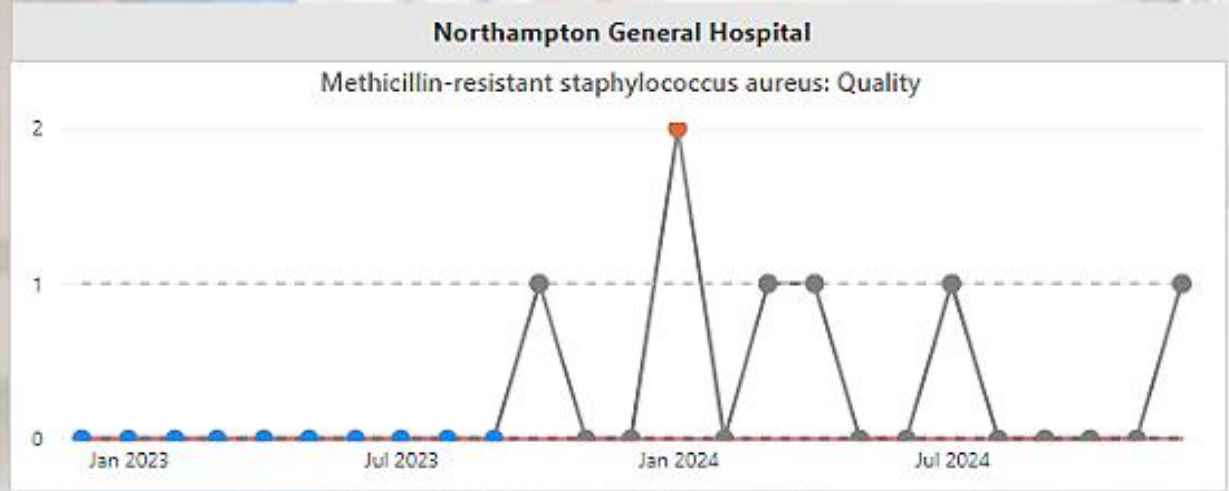 Northampton General Hospital
Methicillin-resistant staphylococcus aureus: Quality
2
1
0
Jan 2023 Jul 2023 Jan 2024 Jul 2024